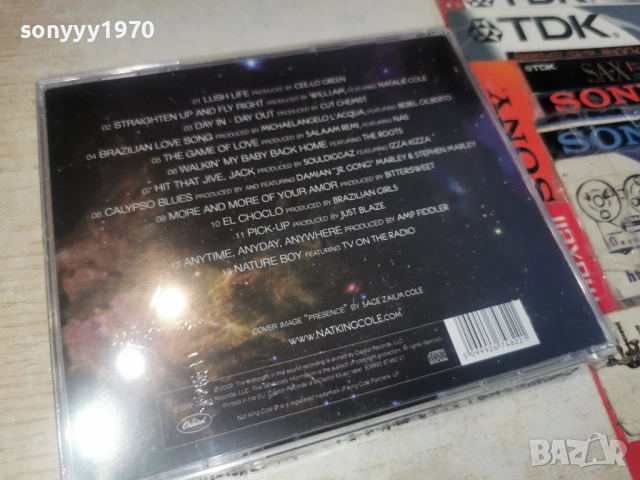 sonyyy1970
01 LUSH LIFE PRODUCED BY CEE-LO GREEN
02 STRAIGHTEN UP AND FLY RIGHT PRODUCED BY WILL.I.AM, FEATURING NATALIE COLE
03 DAY IN - DAY OUT PRODUCED BY CUT CHEMIST
04 BRAZILIAN LOVE SONG PRODUCED BY MICHAELANGELO L'ACQUA, FEATURING BEBEL GILBERTO
05 THE GAME OF LOVE PRODUCED BY SALAAM REMI, FEATURING NAS
06 WALKIN' MY BABY BACK HOME FEATURING THE ROOTS
07 HIT THAT JIVE, JACK PRODUCED BY SOULDIGGAZ FEATURING IZZA KIZZA
08 CALYPSO BLUES PRODUCED BY AND FEATURING DAMIAN "JR. GONG" MARLEY & STEPHEN MARLEY
09 MORE AND MORE OF YOUR AMOR PRODUCED BY BITTERSWEET
10 EL CHOCLO PRODUCED BY BRAZILIAN GIRLS
11 PICK-UP PRODUCED BY JUST BLAZE
12 ANYTIME, ANYDAY, ANYWHERE PRODUCED BY AMP FIDDLER
13 NATURE BOY FEATURING TV ON THE RADIO
COVER IMAGE "PRESENCE" BY SAGE ZAILM COLE
WWW.NATKINGCOLE.COM
Capitol
TDK
TDK
SAX
SONY
SONY
maxell
BAZAR